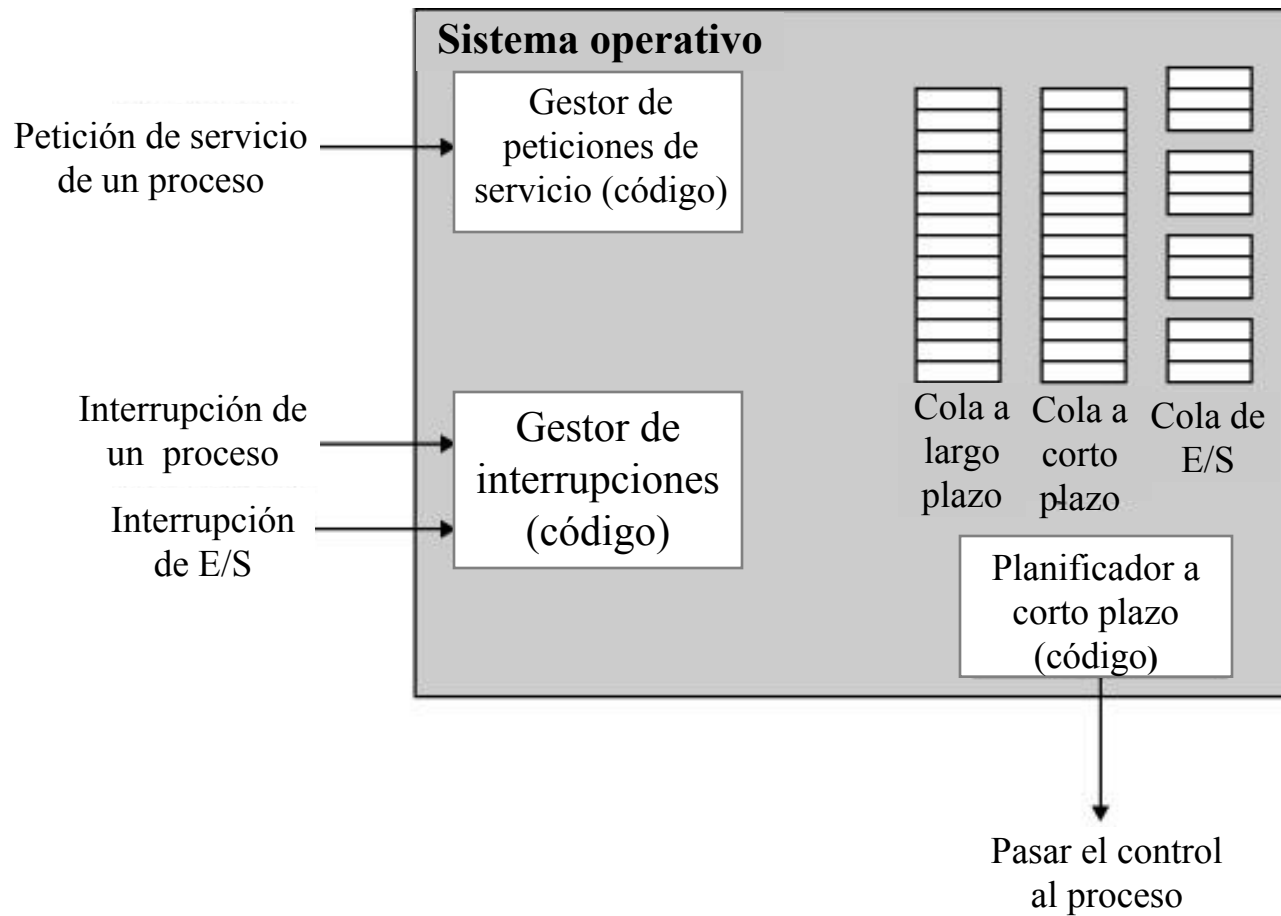 Sistema operativo
Gestor de
peticiones de
servicio (código)
Petición de servicio
de un proceso
Interrupción de
un proceso
Interrupción
de E/S
Gestor de
interrupciones
(código)
Cola a
largo
plazo
Cola a
corto
plazo
Cola de
E/S
Planificador a
corto plazo
(código)
Pasar el control
al proceso